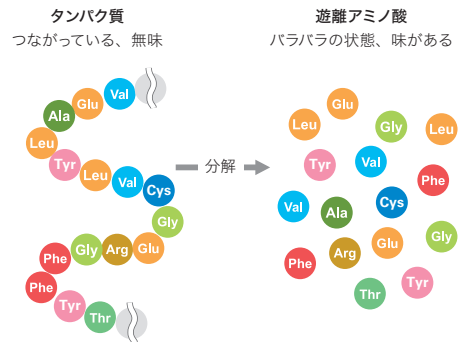 タンパク質
つながっている、無味
Val
Glu
Ala
Leu
Tyr
Leu
Val
Cys
Gly
Glu
Arg
Gly
Phe
Phe
Tyr
Thr
分解
遊離アミノ酸
バラバラの状態、味がある
Glu
Leu
Gly
Leu
Tyr
Val
Phe
Val
Ala
Cys
Phe
Arg
Glu
Gly
Thr
Tyr